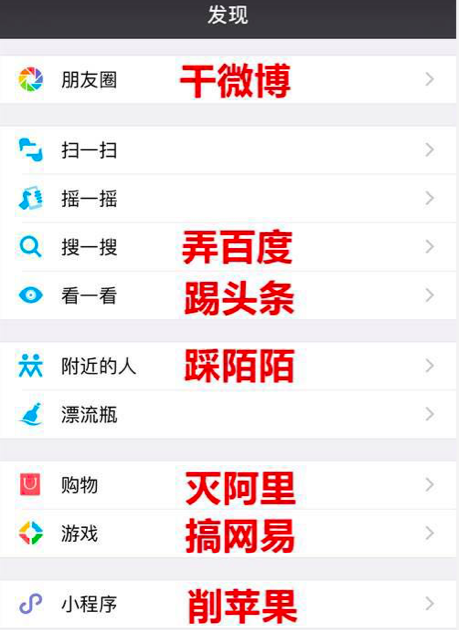 发现
朋友圈 干微博
扫一扫
摇一摇
搜一搜 弄百度
看一看 踢头条
附近的人 踩陌陌
漂流瓶
购物 灭阿里
游戏 搞网易
小程序 削苹果